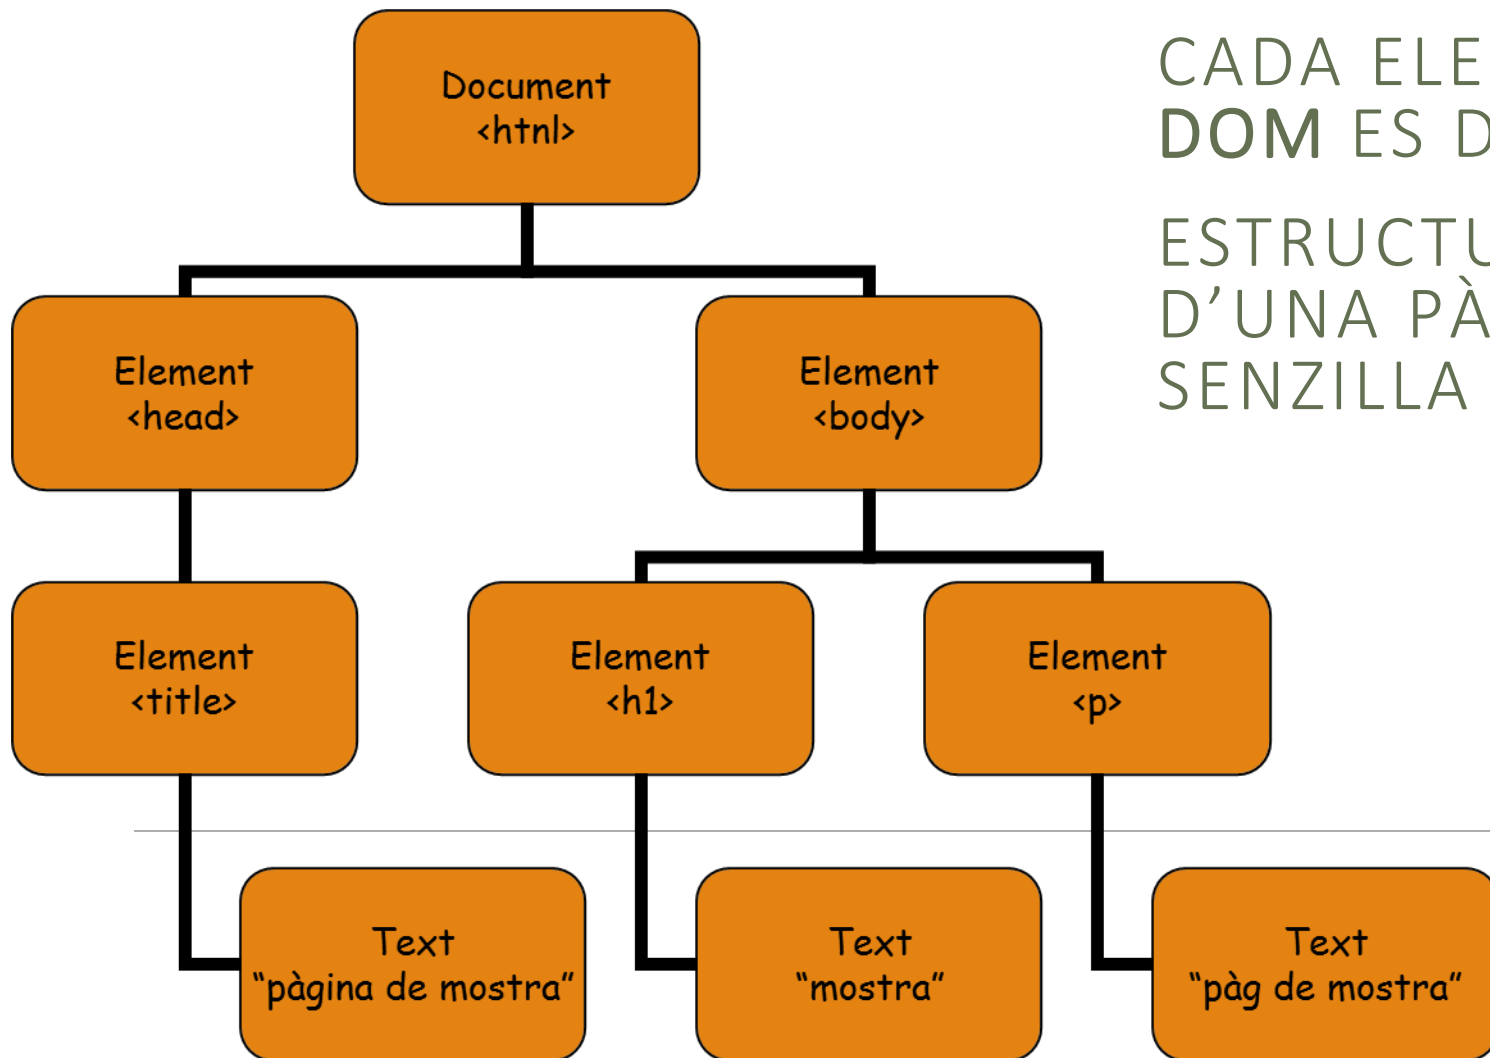 Document
<htnl>
CADA ELE
DOM ES D
ESTRUCTU
D’UNA PÀ
SENZILLA
Element
<head>
Element
<body>
Element
<title>
Element
<h1>
Element
<p>
Text
“pàgina de mostra”
Text
“mostra”
Text
“pàg de mostra”